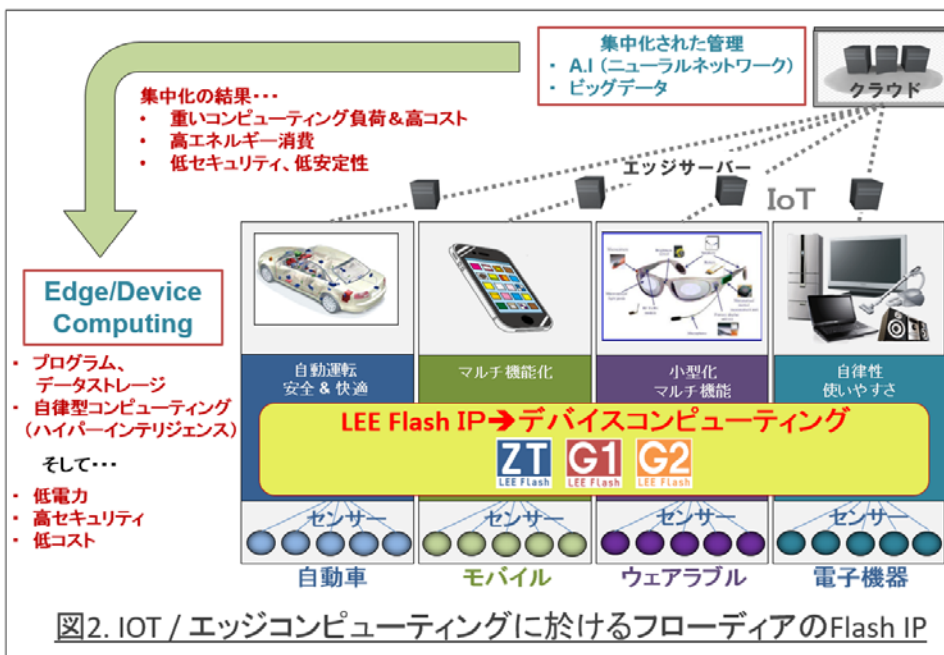 集中化された管理
・ A.I（ニューラルネットワーク）
・ ビッグデータ
クラウド
集中化の結果・・・
・ 重いコンピューティング負荷＆高コスト
・ 高エネルギー消費
・ 低セキュリティ、低安定性
エッジサーバー
IoT
Edge/Device
Computing
・ プログラム、
データストレージ
・ 自律型コンピューティング
（ハイパーインテリジェンス）
そして・・・
・ 低電力
・ 高セキュリティ
・ 低コスト
自動運転
安全 & 快適
マルチ機能化
小型化
マルチ機能
自律性
使いやすさ
LEE Flash IP➔デバイスコンピューティング
ZT
LEE Flash
G1
LEE Flash
G2
LEE Flash
センサー
センサー
センサー
センサー
自動車
モバイル
ウェアラブル
電子機器
図2. IOT / エッジコンピューティングに於けるフローディアのFlash IP